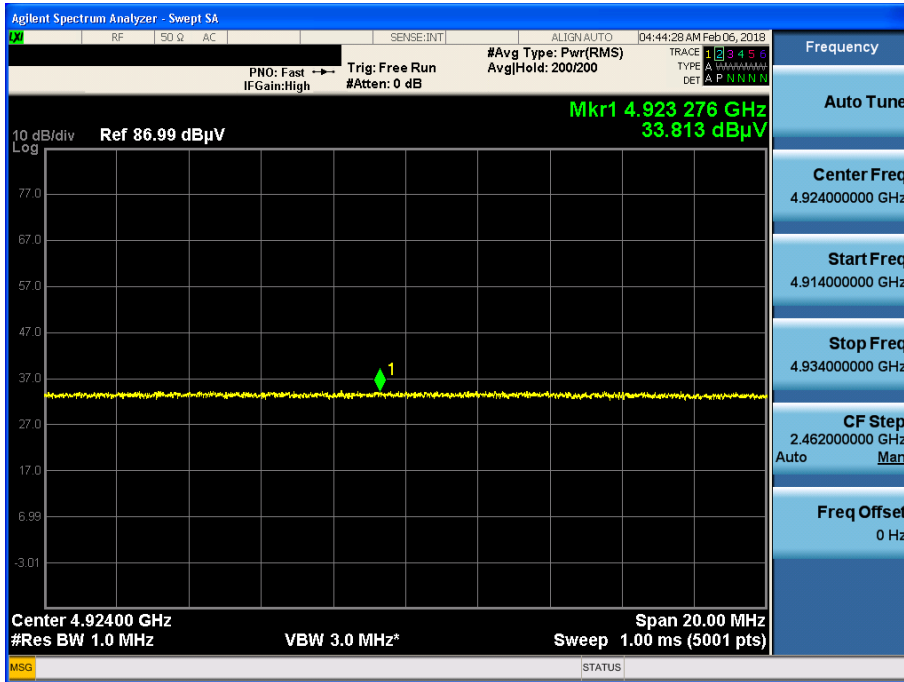 Agilent Spectrum Analyzer - Swept SA
LXI RF 50 Ω AC SENSE:INT ALIGN AUTO 04:44:28 AM Feb 06, 2018
PNO: Fast
IFGain:High
Trig: Free Run
#Atten: 0 dB
#Avg Type: Pwr(RMS)
Avg|Hold: 200/200
TRACE 1 2 3 4 5 6
TYPE A WWWWWW
DET A P N N N N
Mkr1 4.923 276 GHz
33.813 dBµV
10 dB/div Ref 86.99 dBµV
Log
77.0
67.0
57.0
47.0
37.0
27.0
17.0
6.99
-3.01
1
Center 4.92400 GHz Span 20.00 MHz
#Res BW 1.0 MHz VBW 3.0 MHz* Sweep 1.00 ms (5001 pts)
MSG STATUS
Frequency
Auto Tune
Center Freq
4.924000000 GHz
Start Freq
4.914000000 GHz
Stop Freq
4.934000000 GHz
CF Step
2.462000000 GHz
Auto Man
Freq Offset
0 Hz